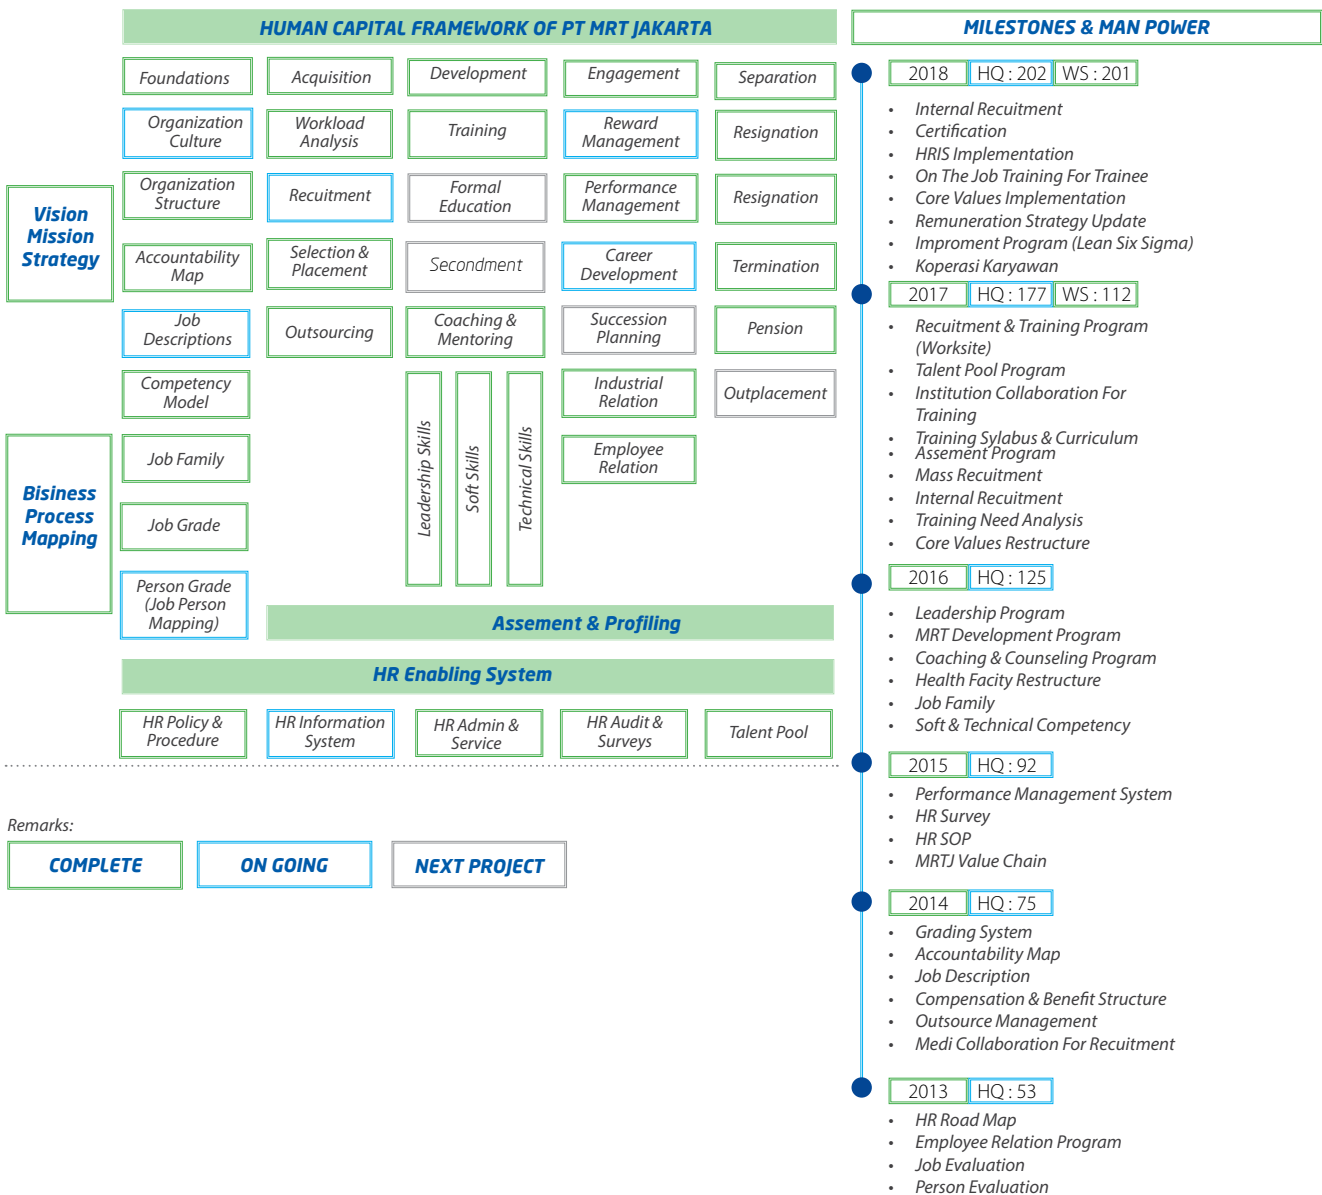 HUMAN CAPITAL FRAMEWORK OF PT MRT JAKARTA
Foundations
Acquisition
Development
Engagement
Separation
Organization
Culture
Workload
Analysis
Training
Reward
Management
Resignation
Vision
Mission
Strategy
Organization
Structure
Recuitment
Formal
Education
Performance
Management
Resignation
Accountability
Map
Selection &
Placement
Secondment
Career
Development
Termination
Job
Descriptions
Outsourcing
Coaching &
Mentoring
Succession
Planning
Pension
Competency
Model
Leadership Skills
Soft Skills
Technical Skills
Industrial
Relation
Outplacement
Bisiness
Process
Mapping
Job Family
Employee
Relation
Job Grade
Person Grade
(Job Person
Mapping)
Assement & Profiling
HR Enabling System
HR Policy &
Procedure
HR Information
System
HR Admin &
Service
HR Audit &
Surveys
Talent Pool
Remarks:
COMPLETE
ON GOING
NEXT PROJECT
MILESTONES & MAN POWER
2018 HQ : 202 WS : 201
• Internal Recuitment
• Certification
• HRIS Implementation
• On The Job Training For Trainee
• Core Values Implementation
• Remuneration Strategy Update
• Improment Program (Lean Six Sigma)
• Koperasi Karyawan
2017 HQ : 177 WS : 112
• Recuitment & Training Program
(Worksite)
• Talent Pool Program
• Institution Collaboration For
Training
• Training Sylabus & Curriculum
• Assement Program
• Mass Recuitment
• Internal Recuitment
• Training Need Analysis
• Core Values Restructure
2016 HQ : 125
• Leadership Program
• MRT Development Program
• Coaching & Counseling Program
• Health Facity Restructure
• Job Family
• Soft & Technical Competency
2015 HQ : 92
• Performance Management System
• HR Survey
• HR SOP
• MRTJ Value Chain
2014 HQ : 75
• Grading System
• Accountability Map
• Job Description
• Compensation & Benefit Structure
• Outsource Management
• Medi Collaboration For Recuitment
2013 HQ : 53
• HR Road Map
• Employee Relation Program
• Job Evaluation
• Person Evaluation